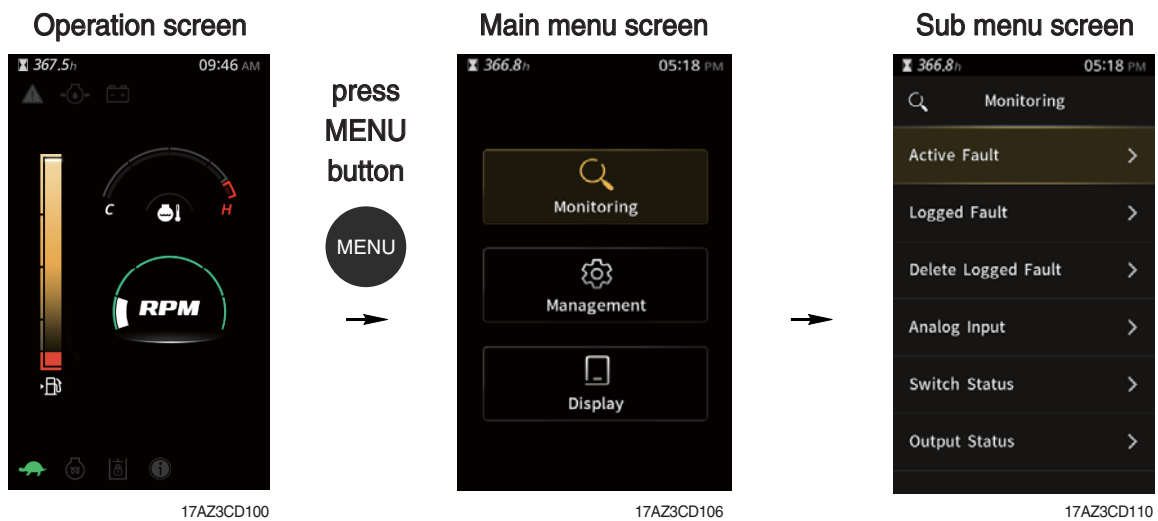 Operation screen
367.5h 09:46 AM
C H
RPM
17AZ3CD100
press
MENU
button
MENU
Main menu screen
366.8h 05:18 PM
Monitoring
Management
Display
17AZ3CD106
Sub menu screen
366.8h 05:18 PM
Monitoring
Active Fault
Logged Fault
Delete Logged Fault
Analog Input
Switch Status
Output Status
17AZ3CD110